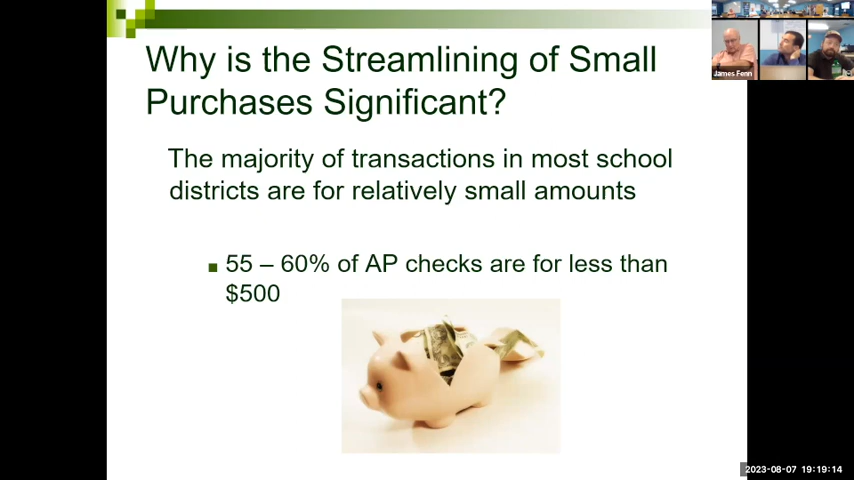 Why is the Streamlining of Small
Purchases Significant?
The majority of transactions in most school
districts are for relatively small amounts
55 – 60% of AP checks are for less than
$500
James Fenn
2023-08-07 19:19:14